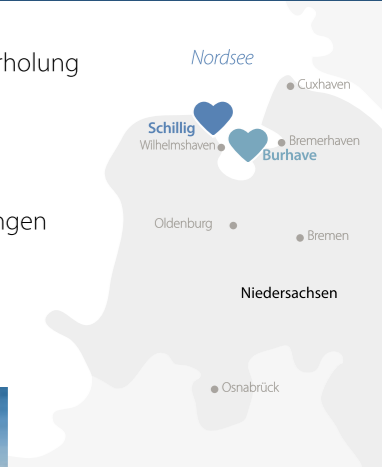 rholung
Nordsee
Cuxhaven
Schillig
Wilhelmshaven
Bremerhaven
Burhave
ngen
Oldenburg
Bremen
Niedersachsen
Osnabrück